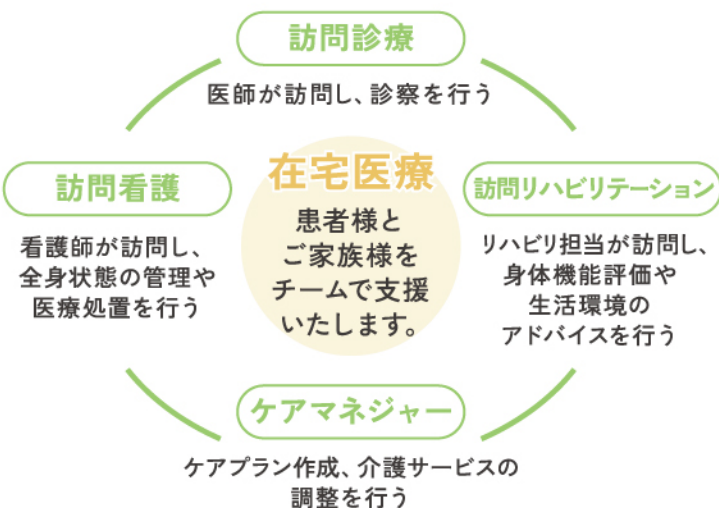 訪問診療
医師が訪問し、診察を行う
在宅医療
患者様と
ご家族様を
チームで支援
いたします。
訪問看護
看護師が訪問し、
全身状態の管理や
医療処置を行う
訪問リハビリテーション
リハビリ担当が訪問し、
身体機能評価や
生活環境の
アドバイスを行う
ケアマネジャー
ケアプラン作成、介護サービスの
調整を行う